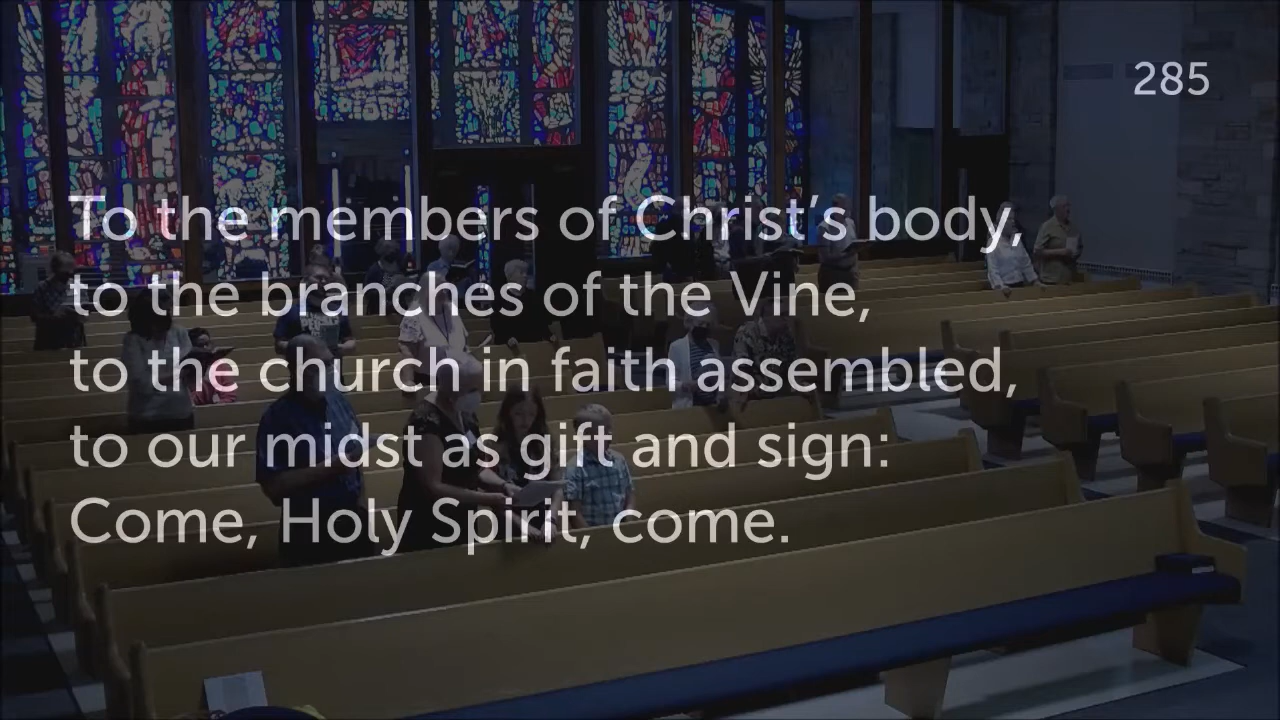 285
To the members of Christ's body,
to the branches of the Vine,
to the church in faith assembled,
to our midst as gift and sign:
Come, Holy Spirit, come.